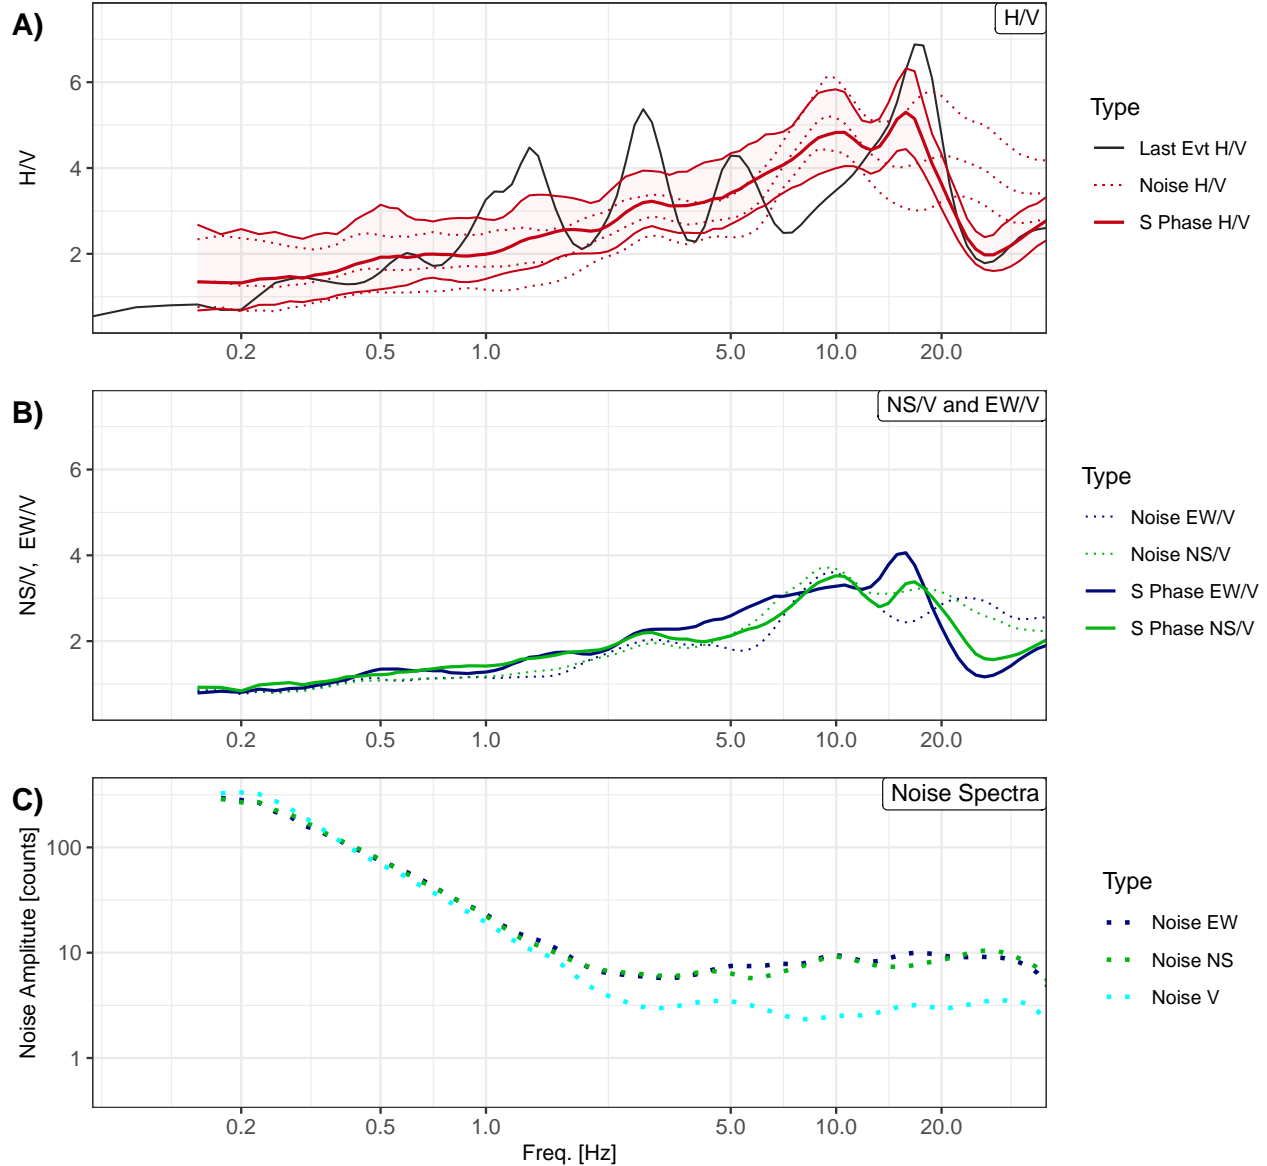 A)
H/V
6
4
2
H/V
0.2 0.5 1.0 5.0 10.0 20.0
Type
Last Evt H/V
Noise H/V
S Phase H/V
B)
NS/V and EW/V
6
4
2
NS/V, EW/V
0.2 0.5 1.0 5.0 10.0 20.0
Type
Noise EW/V
Noise NS/V
S Phase EW/V
S Phase NS/V
C)
Noise Spectra
100
10
1
Noise Amplitute [counts]
0.2 0.5 1.0 5.0 10.0 20.0
Freq. [Hz]
Type
Noise EW
Noise NS
Noise V